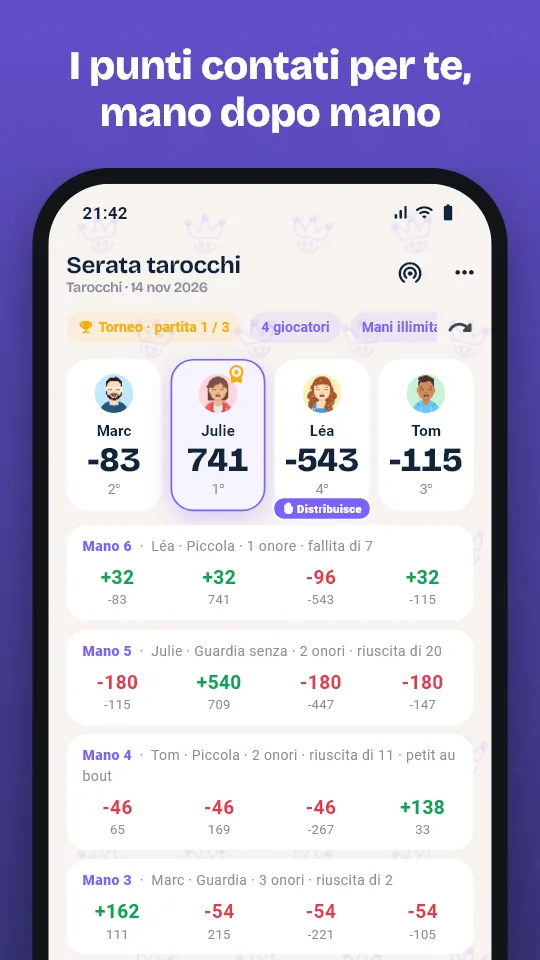 I punti contati per te,
mano dopo mano
21:42
Serata tarocchi
Tarocchi · 14 nov 2026
Torneo · partita 1 / 3
4 giocatori
Mani illimita
Marc
Julie
Léa
Tom
-83
741
-543
-115
2°
1°
4°
3°
Distribuisce
Mano 6 · Léa · Piccola · 1 onore · fallita di 7
+32 +32 -96 +32
-83 741 -543 -115
Mano 5 · Julie · Guardia senza · 2 onori · riuscita di 20
-180 +540 -180 -180
-115 709 -447 -147
Mano 4 · Tom · Piccola · 2 onori · riuscita di 11 · petit au
bout
-46 -46 -46 +138
65 169 -267 33
Mano 3 · Marc · Guardia · 3 onori · riuscita di 2
+162 -54 -54 -54
111 215 -221 -105